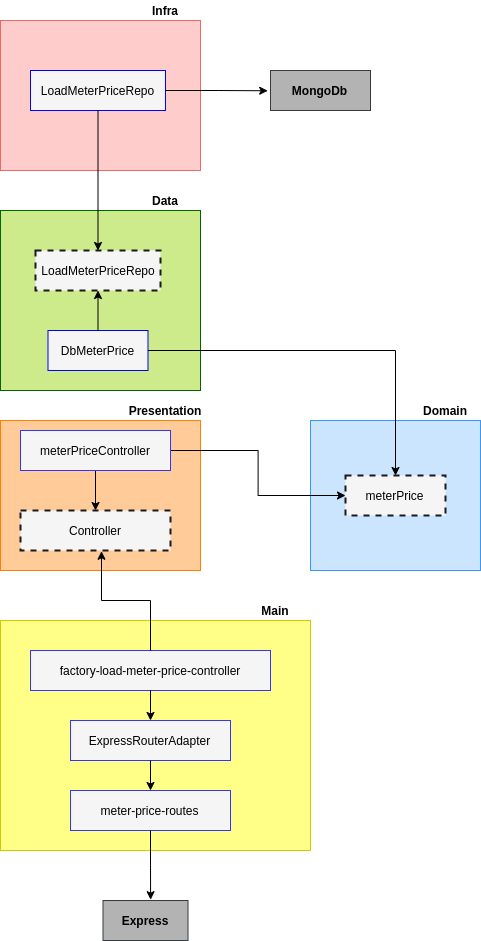 Infra
LoadMeterPriceRepo
MongoDb
Data
LoadMeterPriceRepo
DbMeterPrice
Presentation
Domain
meterPriceController
meterPrice
Controller
Main
factory-load-meter-price-controller
ExpressRouterAdapter
meter-price-routes
Express